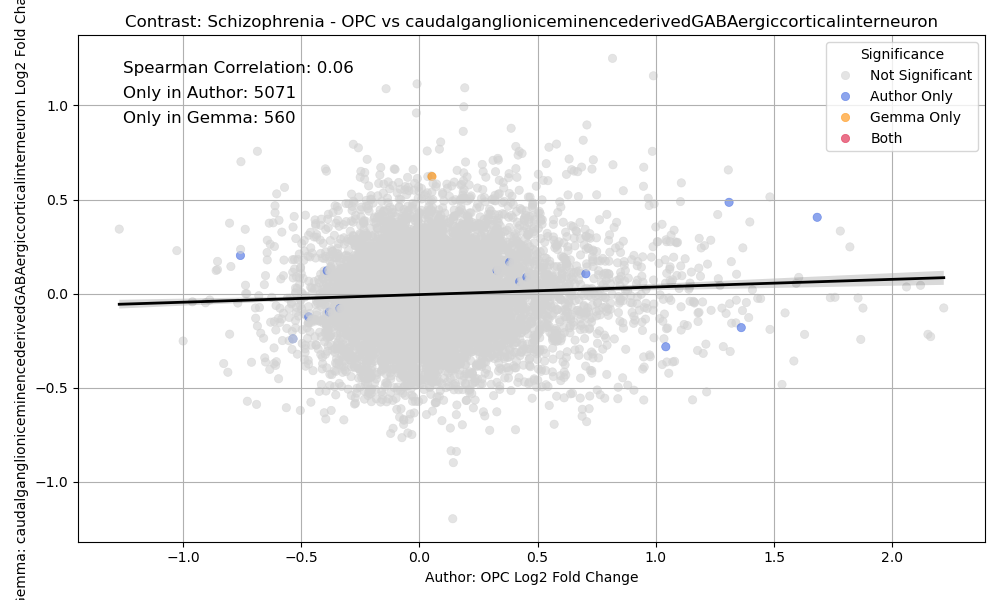 Contrast: Schizophrenia - OPC vs caudalganglioniceminencederivedGABAergiccorticalinterneuron
Spearman Correlation: 0.06
Only in Author: 5071
Only in Gemma: 560
Significance
Not Significant
Author Only
Gemma Only
Both
1.0
0.5
0.0
−0.5
−1.0
−1.0
−0.5
0.0
0.5
1.0
1.5
2.0
Author: OPC Log2 Fold Change
caudalganglioniceminencederivedGABAergiccorticalinterneuron Log2 Fold